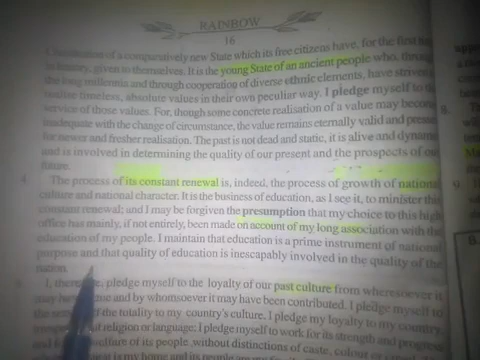 RAINBOW
16
Constitution of a comparatively new State which its free citizens have, for the first
in history, given to themselves. It is the young State of an ancient people who,
the long millennia and through cooperation of diverse ethnic elements, have
realise timeless, absolute values in their own peculiar way. I pledge myself to
service of those values. For, though some concrete realisation of a value may become
inadequate with the change of circumstance, the value remains eternally valid and
for newer and fresher realisation. The past is not dead and static, it is alive and dynamic
and is involved in determining the quality of our present and the prospects of our
future.
4. The process of its constant renewal is, indeed, the process of growth of national
culture and national character. It is the business of education, as I see it, to minister
constant renewal; and I may be forgiven the presumption that my choice to this high
office has mainly, if not entirely, been made on account of my long association with the
education of my people. I maintain that education is a prime instrument of national
purpose and that quality of education is inescapably involved in the quality of the
nation.
I, pledge myself to the loyalty of our past culture from wheresoever it
may have and by whomsoever it may have been contributed. I pledge myself to
the of the totality to my country's culture. I pledge my loyalty to my country,
of religion or language; I pledge myself to work for its strength and progress
and welfare of its people, without distinctions of caste, colour or
is my home and its people are
8.
9.
B.